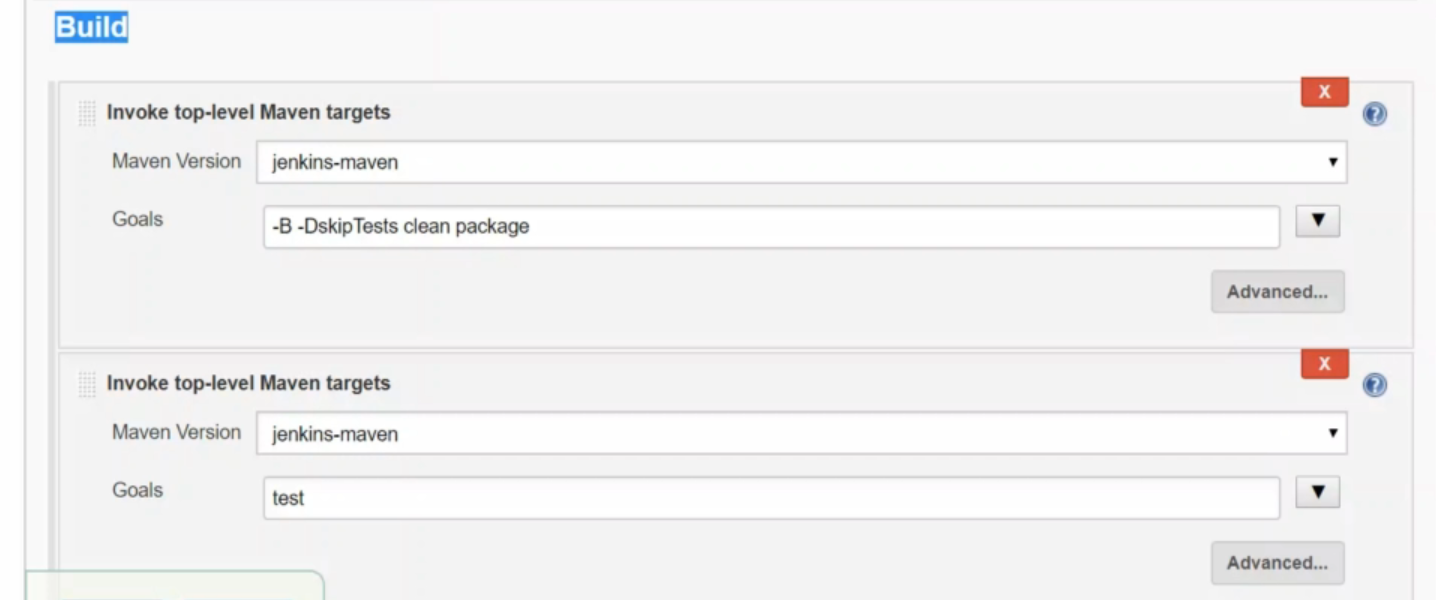 Build
X
Invoke top-level Maven targets
Maven Version jenkins-maven
Goals -B -DskipTests clean package
Advanced...
X
Invoke top-level Maven targets
Maven Version jenkins-maven
Goals test
Advanced...